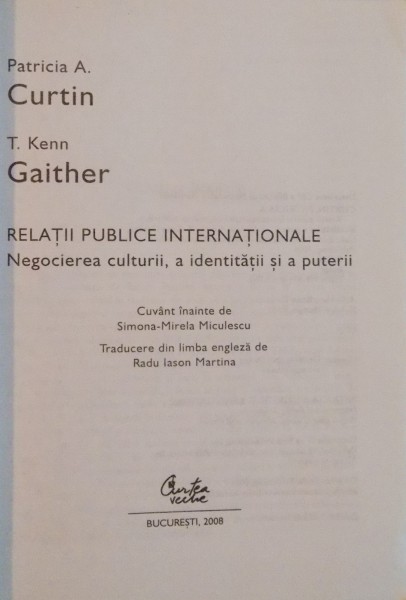 Patricia A.
Curtin
T. Kenn
Gaither
RELAȚII PUBLICE INTERNAȚIONALE
Negocierea culturii, a identității și a puterii
Cuvânt înainte de
Simona-Mirela Miculescu
Traducere din limba engleză de
Radu Iason Martina
Curtea
veche
BUCUREȘTI, 2008